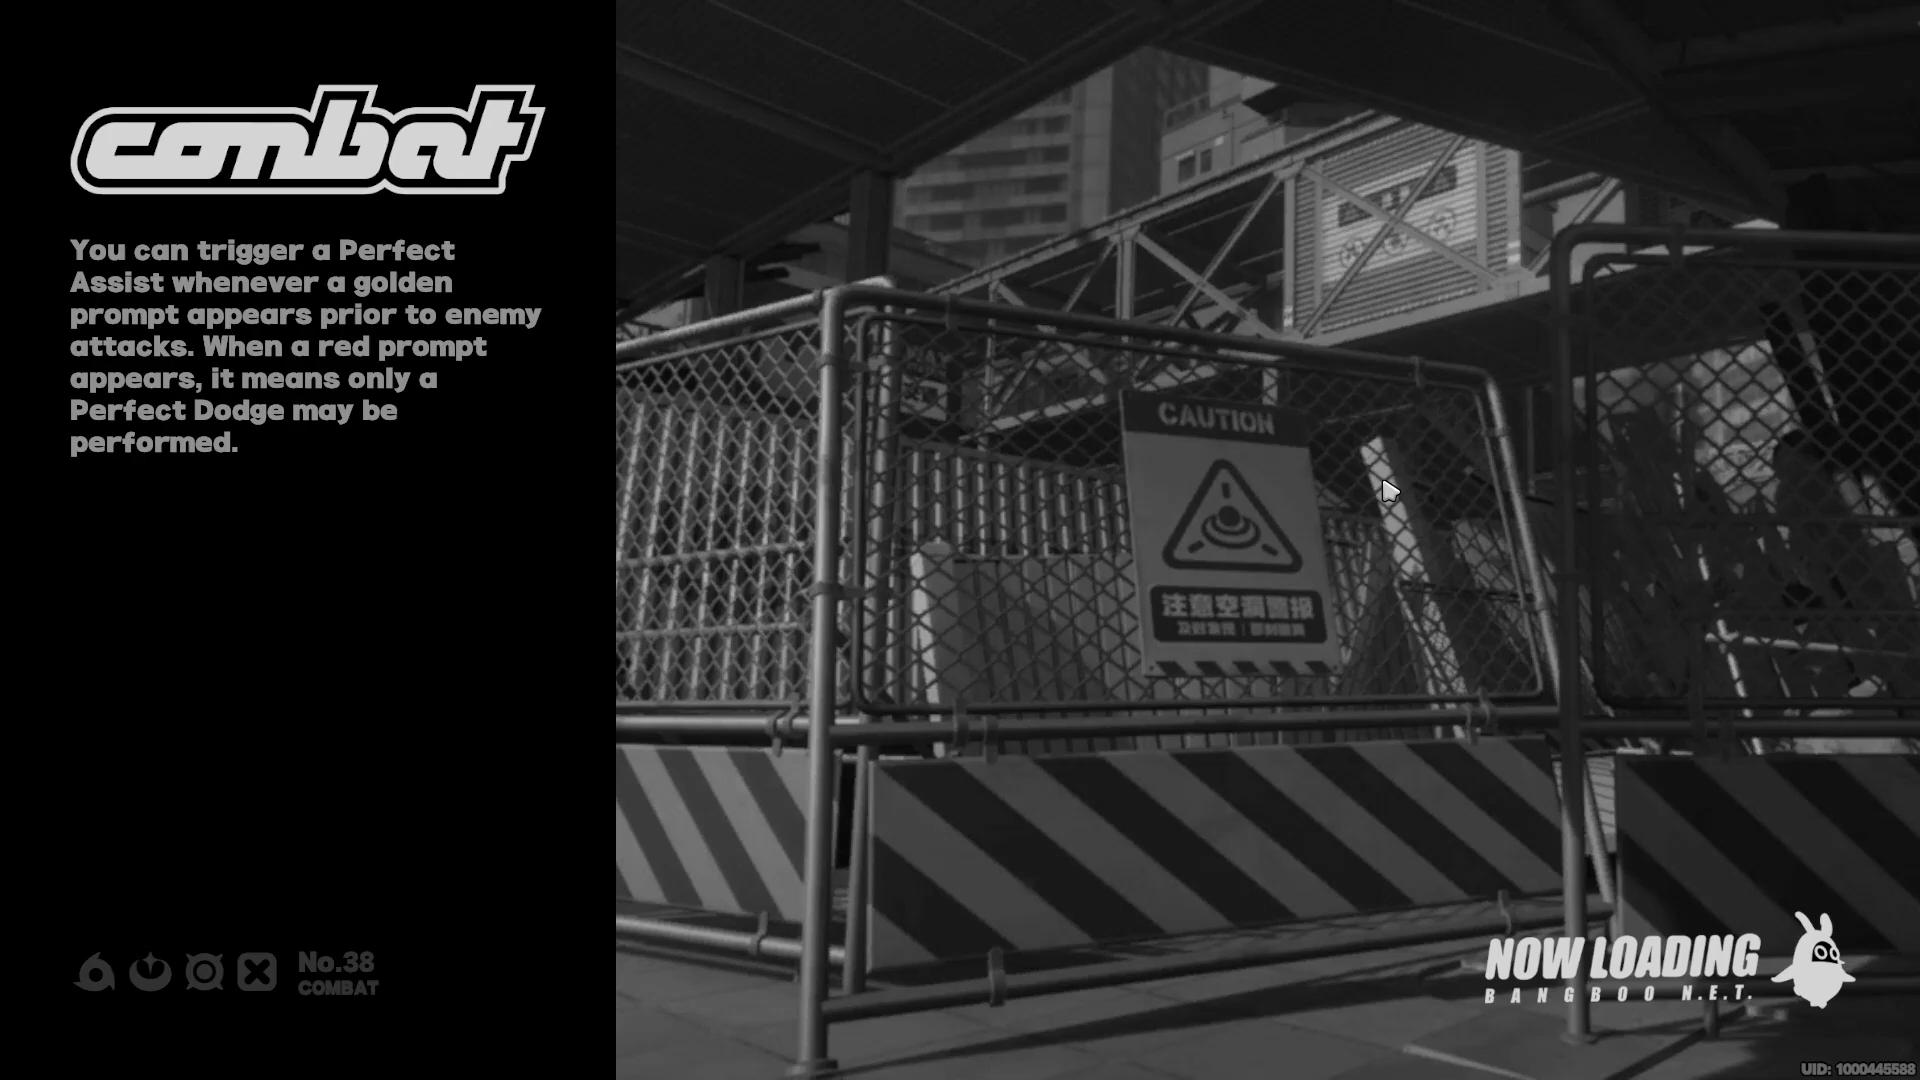 combat
You can trigger a Perfect
Assist whenever a golden
prompt appears prior to enemy
attacks. When a red prompt
appears, it means only a
Perfect Dodge may be
performed.
CAUTION
注意空洞警报
No.38
COMBAT
NOW LOADING
BANGBOO N.E.T.
UID: 1000445588